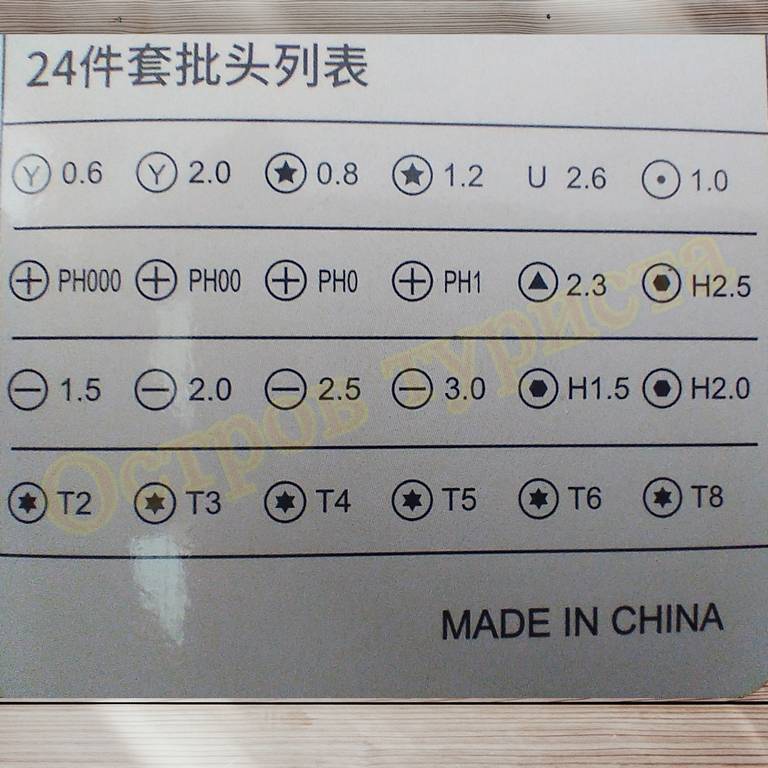 24件套批头列表
Y 0.6 Y 2.0 0.8 1.2 U 2.6 1.0
PH000 PH00 PH0 PH1 2.3 H2.5
1.5 2.0 2.5 3.0 H1.5 H2.0
T2 T3 T4 T5 T6 T8
Остров туриста
MADE IN CHINA